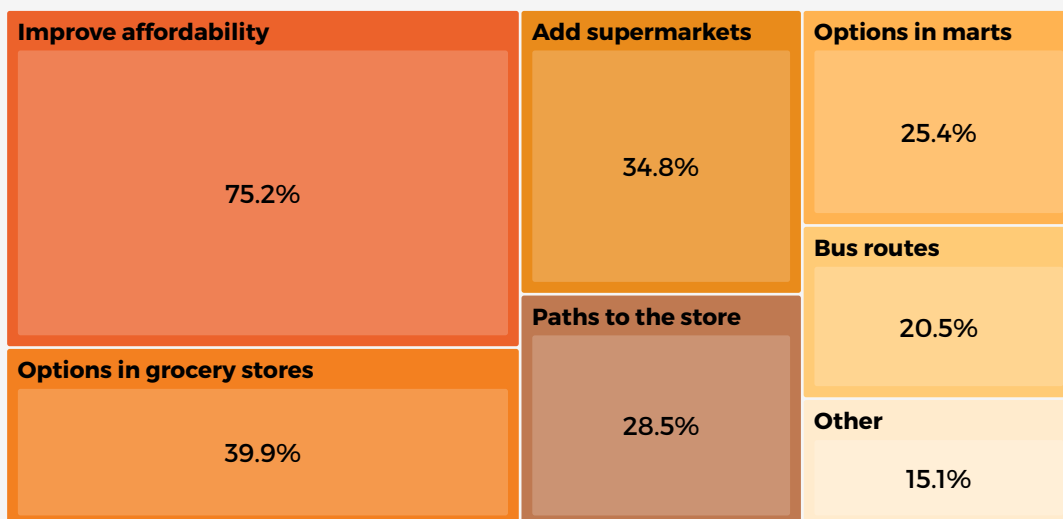 Improve affordability
75.2%
Options in grocery stores
39.9%
Add supermarkets
34.8%
Paths to the store
28.5%
Options in marts
25.4%
Bus routes
20.5%
Other
15.1%